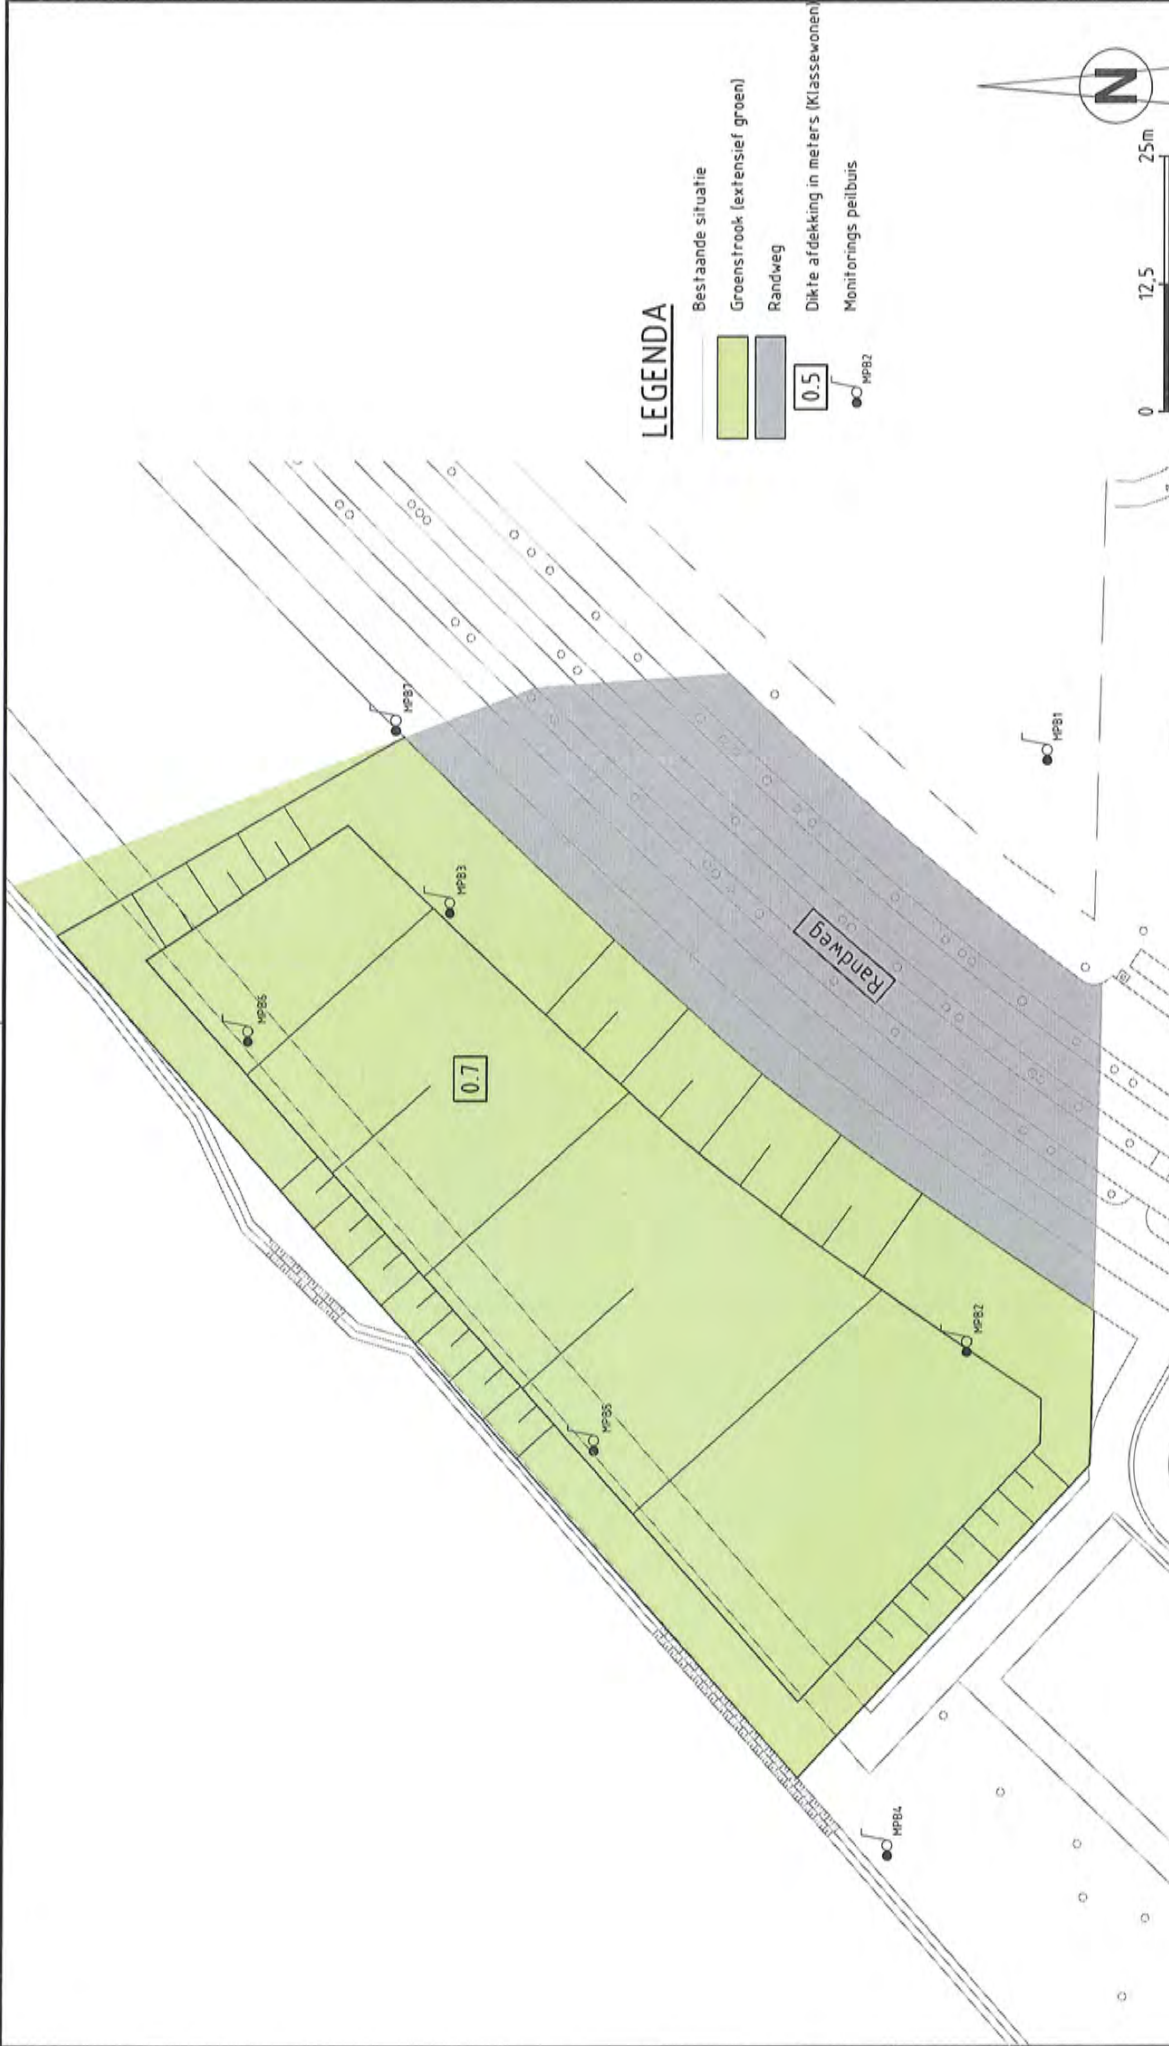 LEGENDA
Bestaande situatie
Groenstrook (extensief groen)
Randweg
0.5 Dikte afdekking in meters (Klassewonen)
MPB2 Monitorings peilbuis
N
0 12,5 25m
MPB7
MPB3
MPB6
0.7
Randweg
MPB1
MPB2
MPB5
MPB4